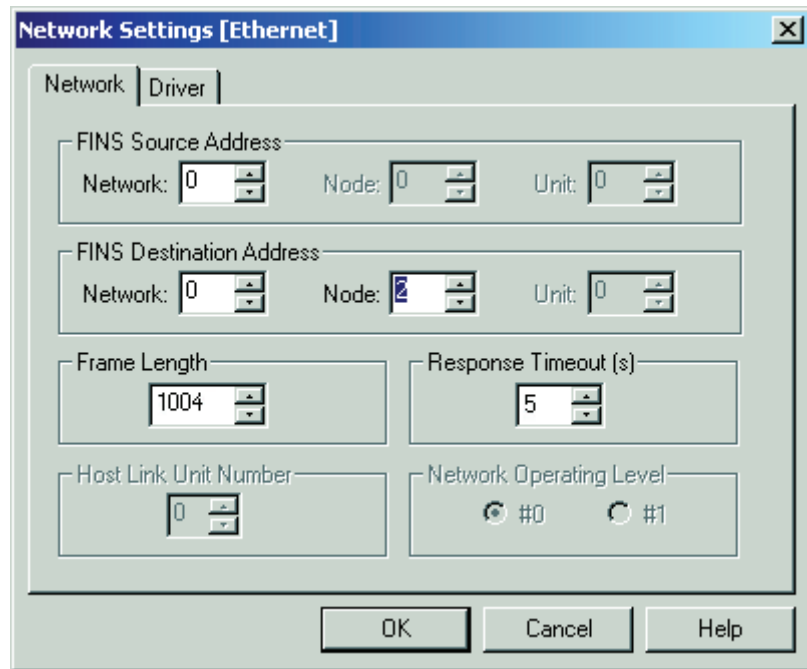 Network Settings [Ethernet]
Network Driver
FINS Source Address
Network: 0 Node: 0 Unit: 0
FINS Destination Address
Network: 0 Node: 2 Unit: 0
Frame Length Response Timeout (s)
1004 5
Host Link Unit Number Network Operating Level
0 #0 #1
OK Cancel Help